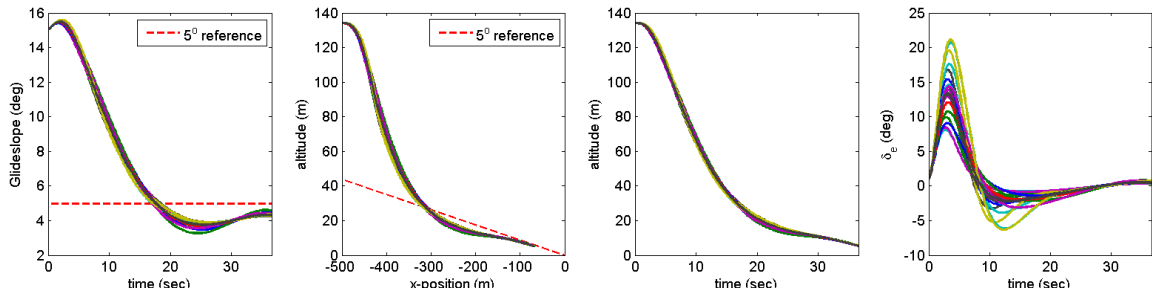 16
14
12
10
8
6
4
2
Glideslope (deg)
5° reference
0 10 20 30
time (sec)
140
120
100
80
60
40
20
0
altitude (m)
5° reference
-500 -400 -300 -200 -100 0
x-position (m)
140
120
100
80
60
40
20
0
altitude (m)
0 10 20 30
time (sec)
25
20
15
10
5
0
-5
-10
δe (deg)
0 10 20 30
time (sec)